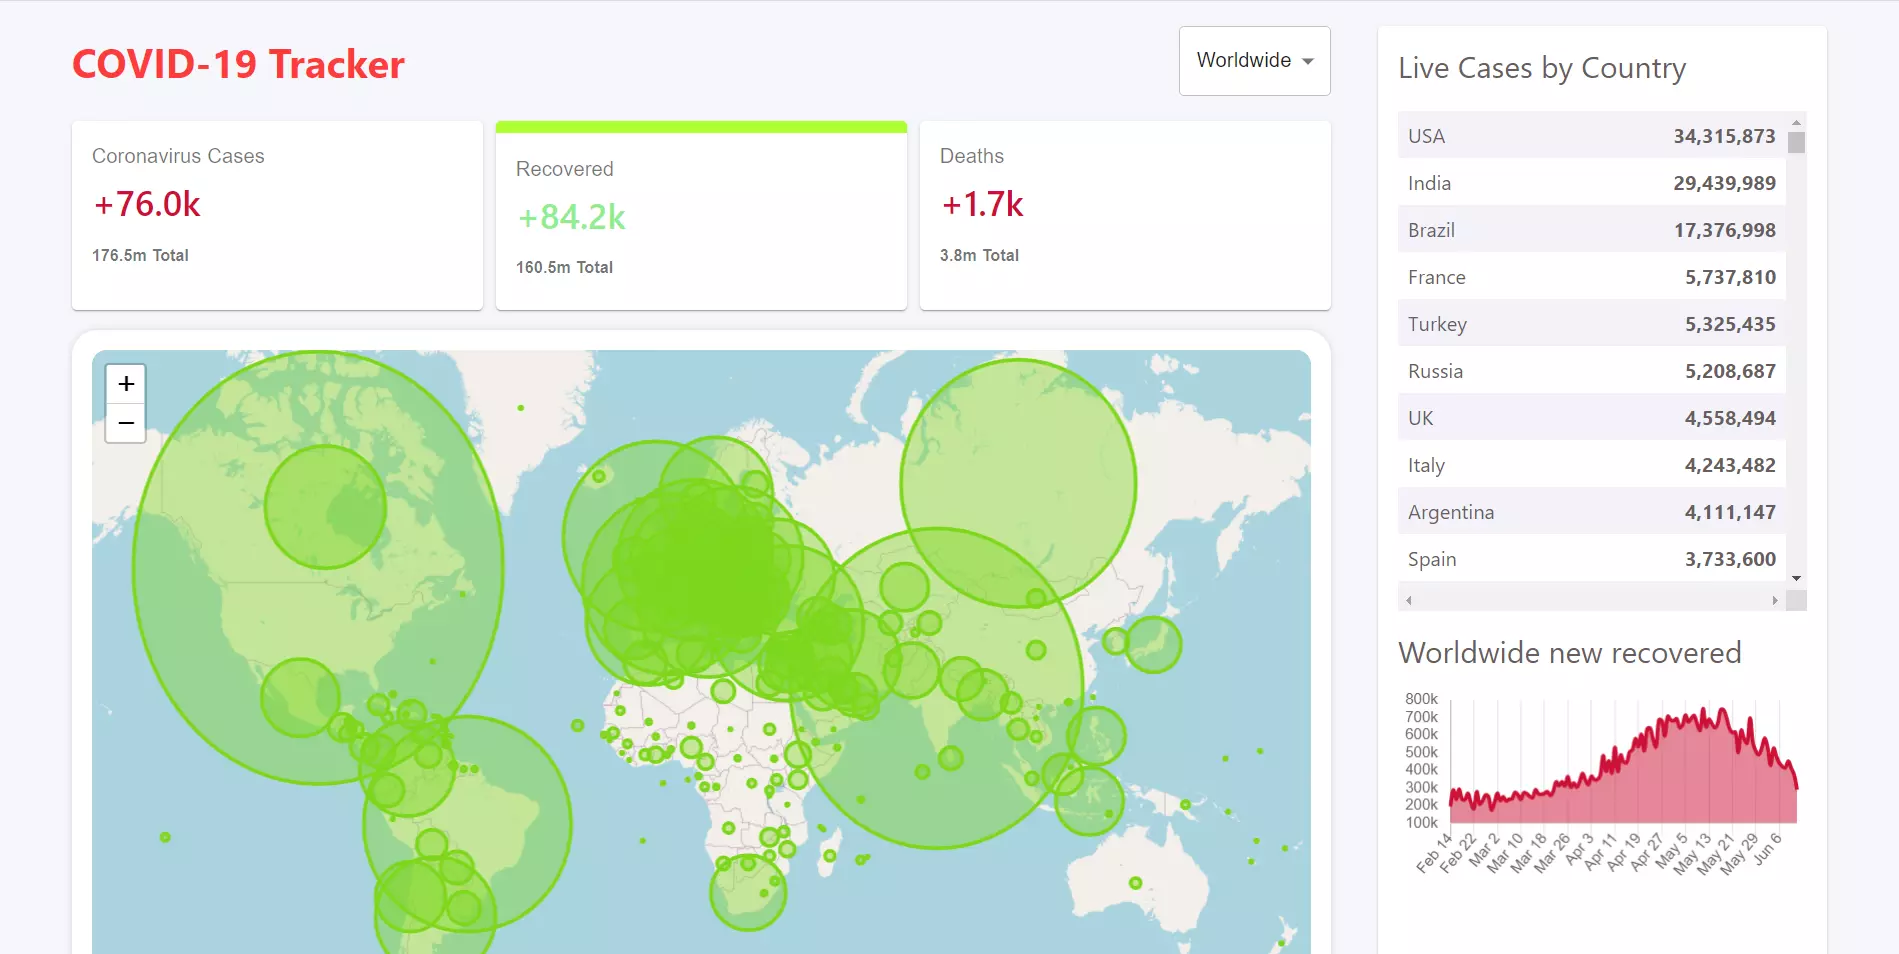 COVID-19 Tracker
Worldwide
Coronavirus Cases
+76.0k
176.5m Total
Recovered
+84.2k
160.5m Total
Deaths
+1.7k
3.8m Total
+
−
Live Cases by Country
USA 34,315,873
India 29,439,989
Brazil 17,376,998
France 5,737,810
Turkey 5,325,435
Russia 5,208,687
UK 4,558,494
Italy 4,243,482
Argentina 4,111,147
Spain 3,733,600
Worldwide new recovered
800k
700k
600k
500k
400k
300k
200k
100k
Feb 14
Feb 22
Mar 2
Mar 10
Mar 18
Mar 26
Apr 3
Apr 11
Apr 19
Apr 27
May 5
May 13
May 21
May 29
Jun 6